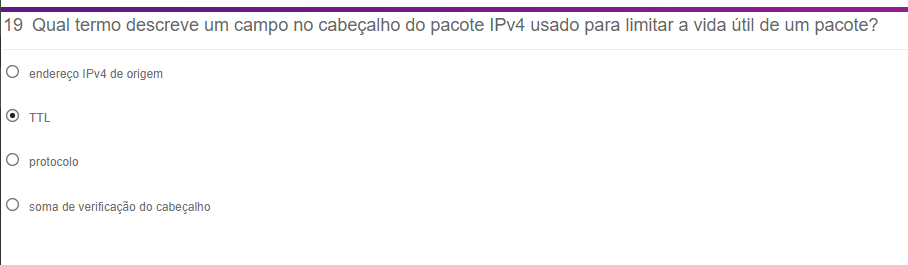 19 Qual termo descreve um campo no cabeçalho do pacote IPv4 usado para limitar a vida útil de um pacote?
endereço IPv4 de origem
TTL
protocolo
soma de verificação do cabeçalho